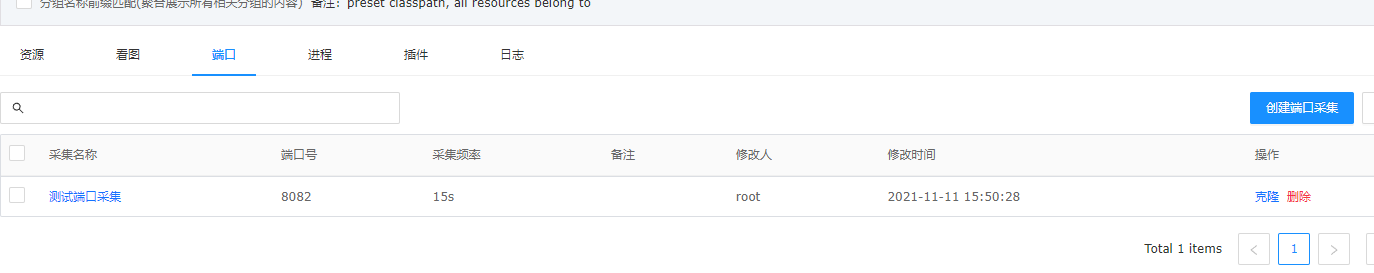 分组名称前缀匹配(聚合展示所有相关分组的内容) 备注：preset classpath, all resources belong to
资源 看图 端口 进程 插件 日志
创建端口采集
采集名称 端口号 采集频率 备注 修改人 修改时间 操作
测试端口采集 8082 15s root 2021-11-11 15:50:28 克隆 删除
Total 1 items 1